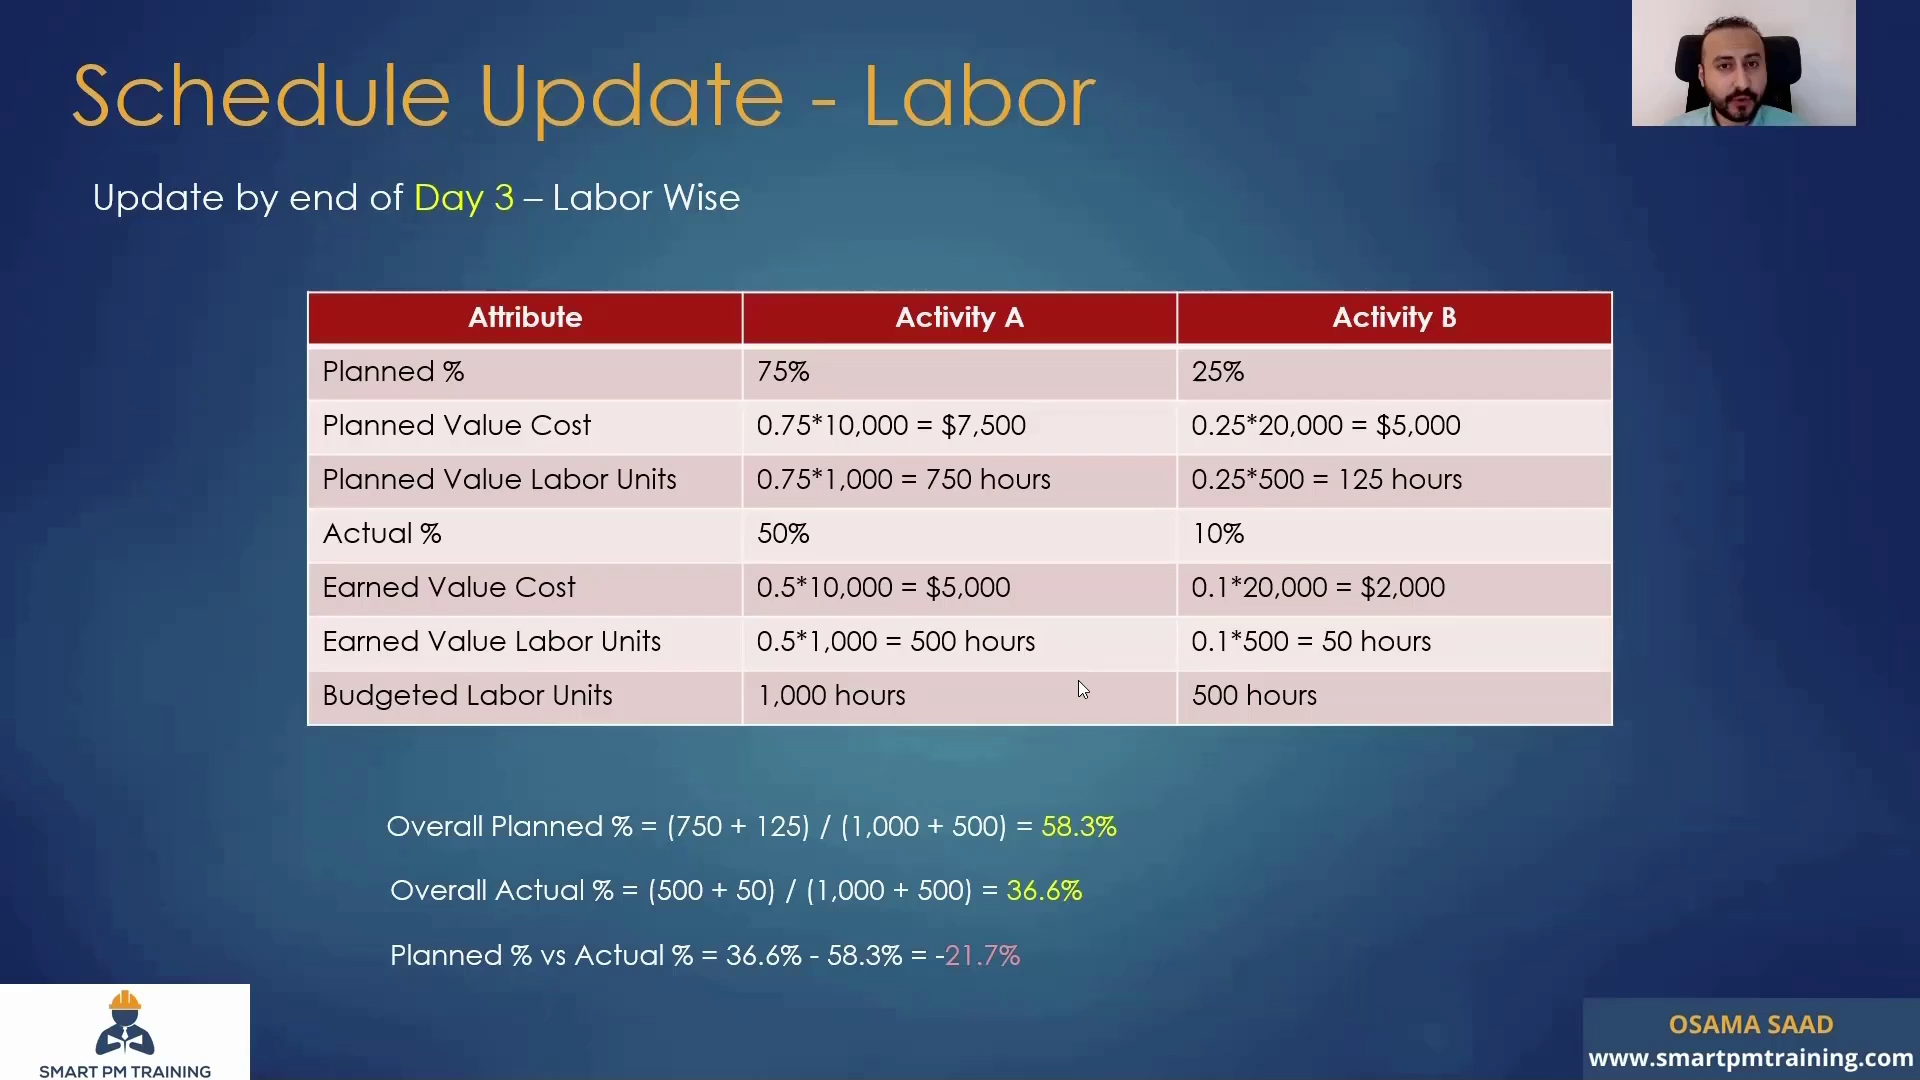 Schedule Update - Labor
Update by end of Day 3 – Labor Wise
Attribute Activity A Activity B
Planned % 75% 25%
Planned Value Cost 0.75*10,000 = $7,500 0.25*20,000 = $5,000
Planned Value Labor Units 0.75*1,000 = 750 hours 0.25*500 = 125 hours
Actual % 50% 10%
Earned Value Cost 0.5*10,000 = $5,000 0.1*20,000 = $2,000
Earned Value Labor Units 0.5*1,000 = 500 hours 0.1*500 = 50 hours
Budgeted Labor Units 1,000 hours 500 hours
Overall Planned % = (750 + 125) / (1,000 + 500) = 58.3%
Overall Actual % = (500 + 50) / (1,000 + 500) = 36.6%
Planned % vs Actual % = 36.6% - 58.3% = -21.7%
SMART PM TRAINING
OSAMA SAAD
www.smartpmtraining.com